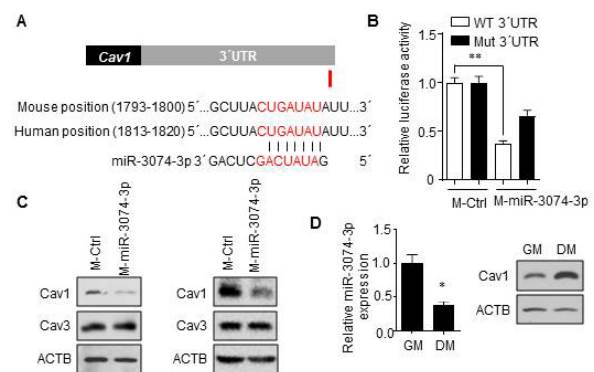 A
Cav1 3´UTR
Mouse position (1793-1800) 5´...GCUUACUGAUAUAUU...3´
Human position (1813-1820) 5´...GCUUACUGAUAUAUU...3´
miR-3074-3p 3´GACUCGACUAUAG 5´
B
WT 3´UTR
Mut 3´UTR
**
Relative luciferase activity
1.5
1.0
0.5
0
M-Ctrl M-miR-3074-3p
C
M-Ctrl
M-miR-3074-3p
Cav1
Cav3
ACTB
M-Ctrl
M-miR-3074-3p
Cav1
Cav3
ACTB
D
Relative miR-3074-3p
expression
1.5
1.0
0.5
0.0
*
GM DM
GM DM
Cav1
ACTB